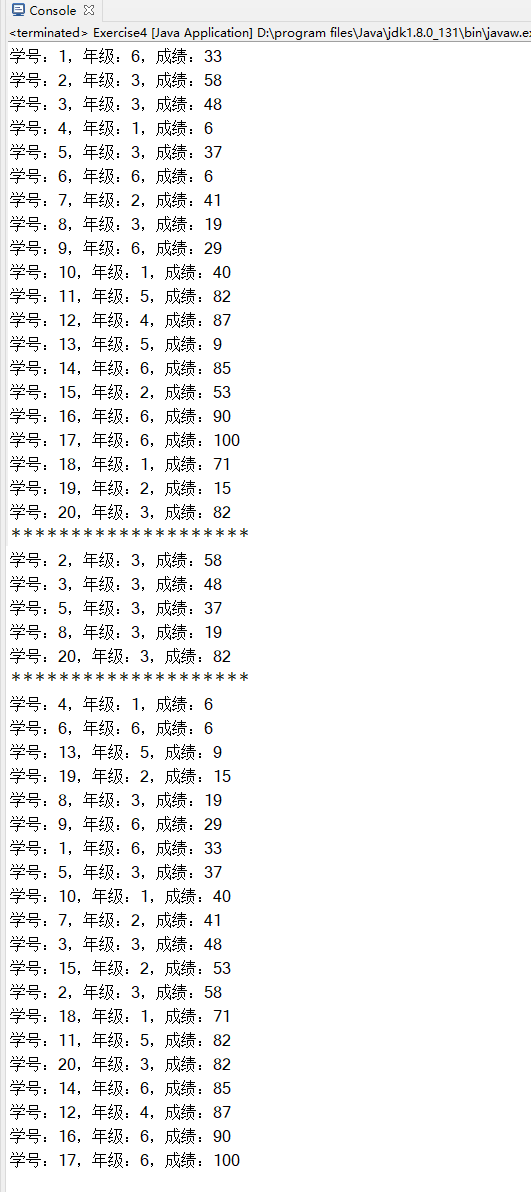 Console
<terminated> Exercise4 [Java Application] D:\program files\Java\jdk1.8.0_131\bin\javaw.e
学号：1，年级：6，成绩：33
学号：2，年级：3，成绩：58
学号：3，年级：3，成绩：48
学号：4，年级：1，成绩：6
学号：5，年级：3，成绩：37
学号：6，年级：6，成绩：6
学号：7，年级：2，成绩：41
学号：8，年级：3，成绩：19
学号：9，年级：6，成绩：29
学号：10，年级：1，成绩：40
学号：11，年级：5，成绩：82
学号：12，年级：4，成绩：87
学号：13，年级：5，成绩：9
学号：14，年级：6，成绩：85
学号：15，年级：2，成绩：53
学号：16，年级：6，成绩：90
学号：17，年级：6，成绩：100
学号：18，年级：1，成绩：71
学号：19，年级：2，成绩：15
学号：20，年级：3，成绩：82
********************
学号：2，年级：3，成绩：58
学号：3，年级：3，成绩：48
学号：5，年级：3，成绩：37
学号：8，年级：3，成绩：19
学号：20，年级：3，成绩：82
********************
学号：4，年级：1，成绩：6
学号：6，年级：6，成绩：6
学号：13，年级：5，成绩：9
学号：19，年级：2，成绩：15
学号：8，年级：3，成绩：19
学号：9，年级：6，成绩：29
学号：1，年级：6，成绩：33
学号：5，年级：3，成绩：37
学号：10，年级：1，成绩：40
学号：7，年级：2，成绩：41
学号：3，年级：3，成绩：48
学号：15，年级：2，成绩：53
学号：2，年级：3，成绩：58
学号：18，年级：1，成绩：71
学号：11，年级：5，成绩：82
学号：20，年级：3，成绩：82
学号：14，年级：6，成绩：85
学号：12，年级：4，成绩：87
学号：16，年级：6，成绩：90
学号：17，年级：6，成绩：100